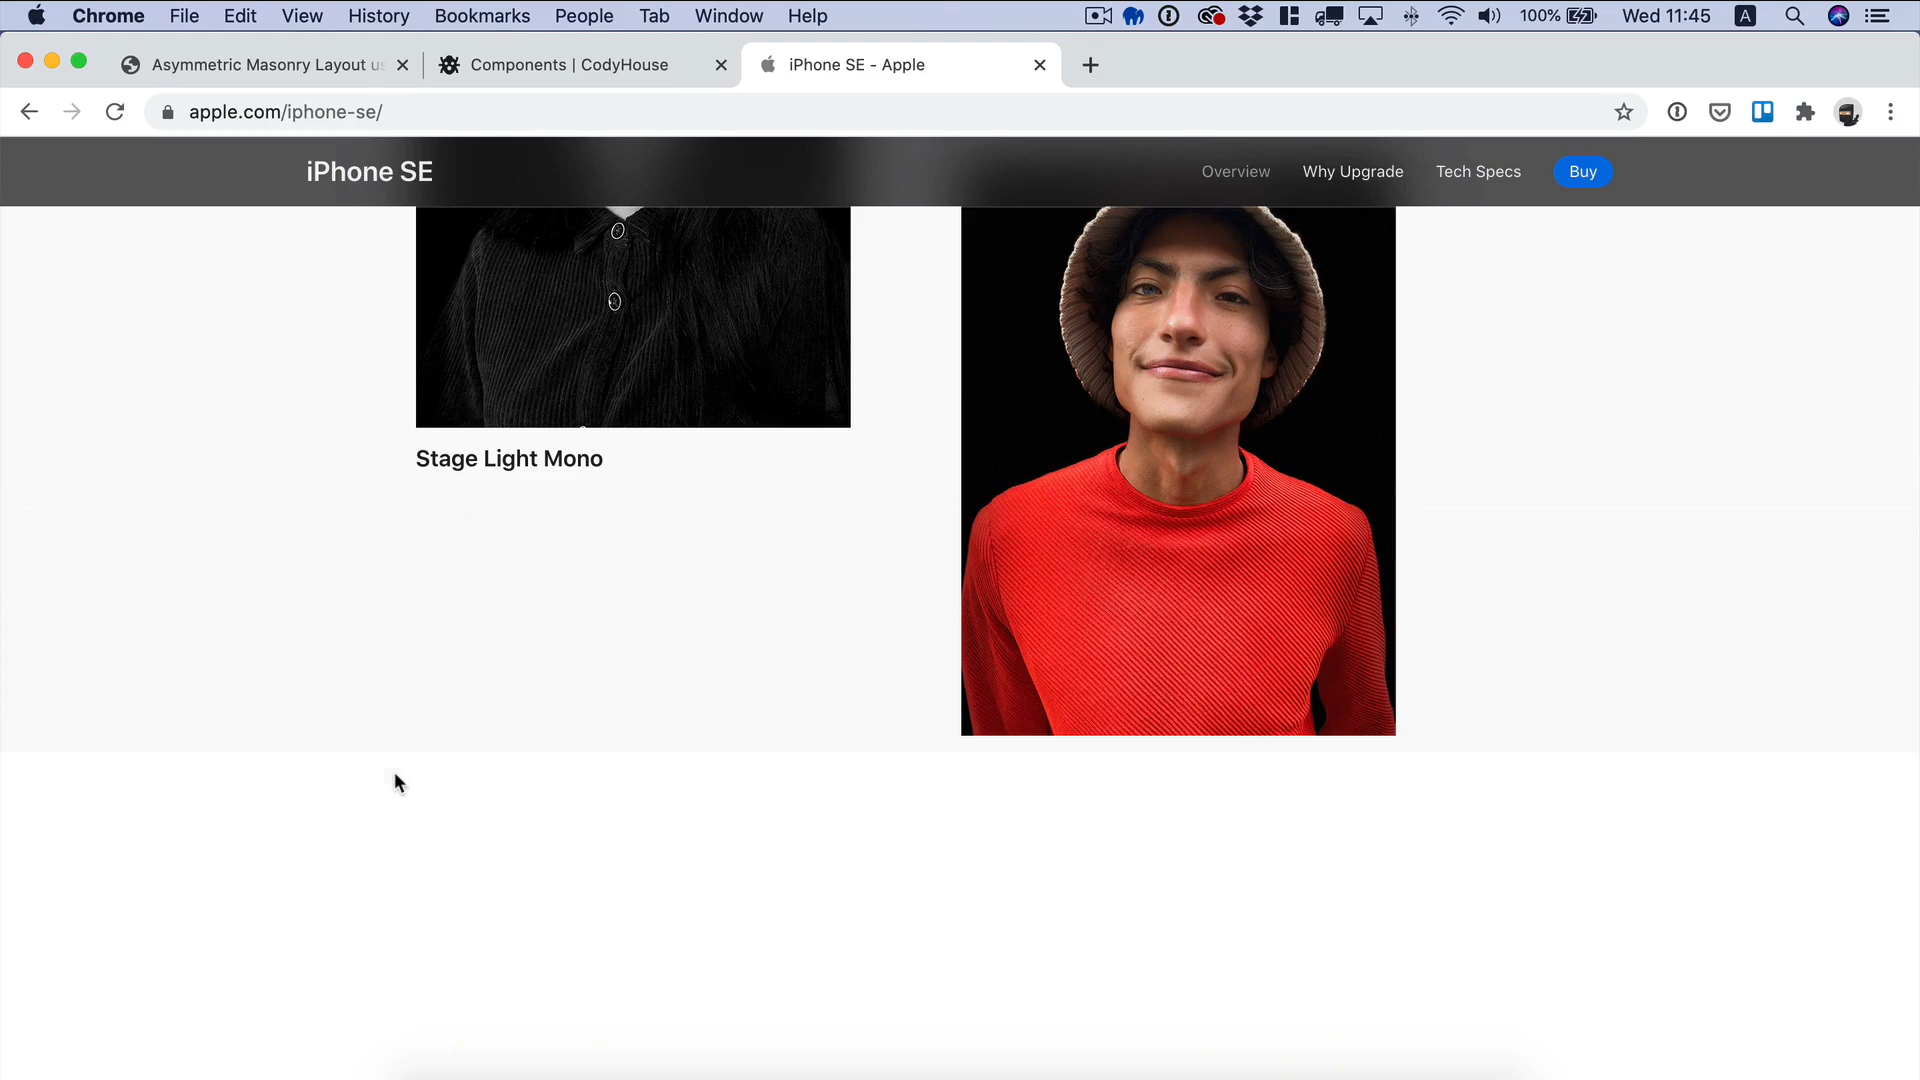 Chrome File Edit View History Bookmarks People Tab Window Help 100% Wed 11:45 A
Asymmetric Masonry Layout us
Components | CodyHouse
iPhone SE - Apple
apple.com/iphone-se/
iPhone SE
Overview Why Upgrade Tech Specs Buy
Stage Light Mono